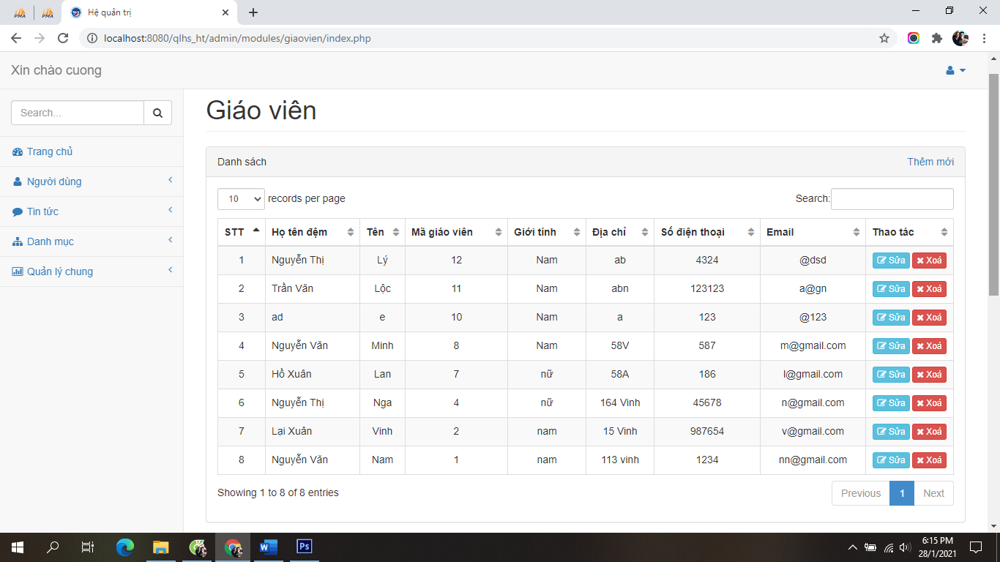 PMA PMA Hệ quản trị
localhost:8080/qlhs_ht/admin/modules/giaovien/index.php
Xin chào cuong
Search...
Trang chủ
Người dùng
Tin tức
Danh mục
Quản lý chung
Giáo viên
Danh sách Thêm mới
10 records per page Search:
STT Họ tên đệm Tên Mã giáo viên Giới tính Địa chỉ Số điện thoại Email Thao tác
1 Nguyễn Thị Lý 12 Nam ab 4324 @dsd Sửa Xoá
2 Trần Văn Lộc 11 Nam abn 123123 a@gn Sửa Xoá
3 ad e 10 Nam a 123 @123 Sửa Xoá
4 Nguyễn Văn Minh 8 Nam 58V 587 m@gmail.com Sửa Xoá
5 Hồ Xuân Lan 7 nữ 58A 186 l@gmail.com Sửa Xoá
6 Nguyễn Thị Nga 4 nữ 164 Vinh 45678 n@gmail.com Sửa Xoá
7 Lại Xuân Vinh 2 nam 15 Vinh 987654 v@gmail.com Sửa Xoá
8 Nguyễn Văn Nam 1 nam 113 vinh 1234 nn@gmail.com Sửa Xoá
Showing 1 to 8 of 8 entries Previous 1 Next
W Ps 6:15 PM
28/1/2021